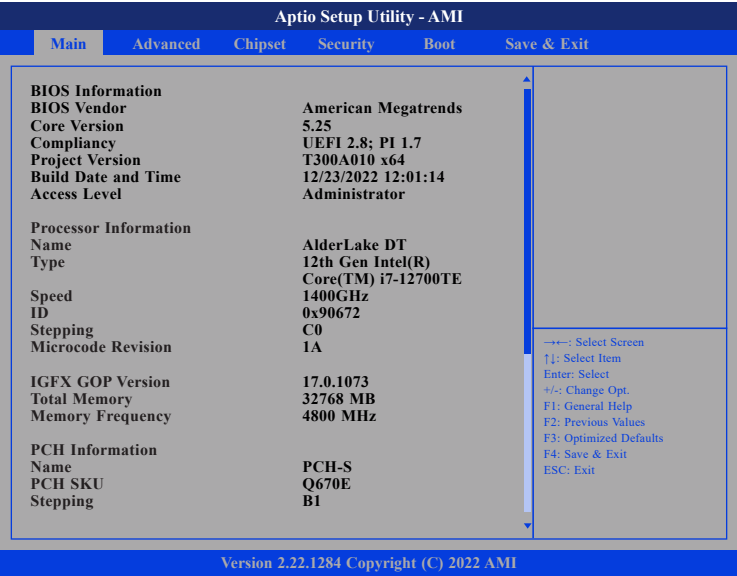 Aptio Setup Utility - AMI
Main Advanced Chipset Security Boot Save & Exit
BIOS Information
BIOS Vendor American Megatrends
Core Version 5.25
Compliancy UEFI 2.8; PI 1.7
Project Version T300A010 x64
Build Date and Time 12/23/2022 12:01:14
Access Level Administrator
Processor Information
Name AlderLake DT
Type 12th Gen Intel(R)
Core(TM) i7-12700TE
Speed 1400GHz
ID 0x90672
Stepping C0
Microcode Revision 1A
IGFX GOP Version 17.0.1073
Total Memory 32768 MB
Memory Frequency 4800 MHz
PCH Information
Name PCH-S
PCH SKU Q670E
Stepping B1
→←: Select Screen
↑↓: Select Item
Enter: Select
+/-: Change Opt.
F1: General Help
F2: Previous Values
F3: Optimized Defaults
F4: Save & Exit
ESC: Exit
Version 2.22.1284 Copyright (C) 2022 AMI